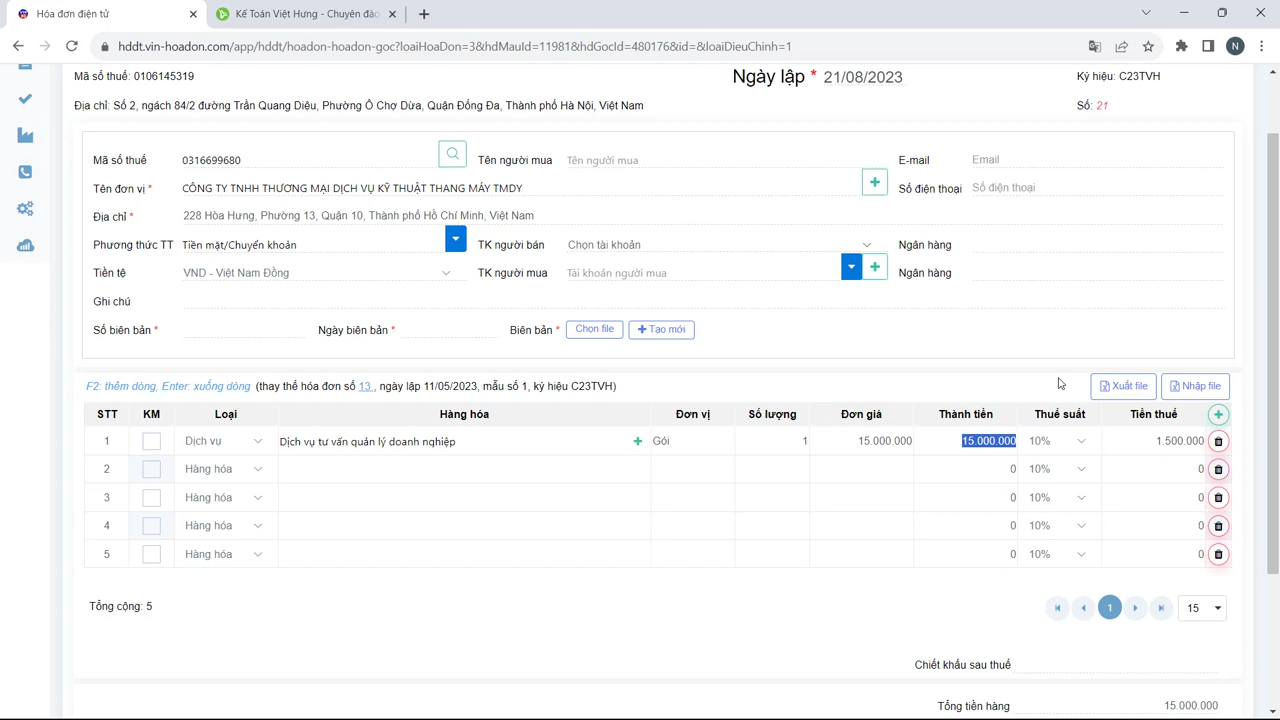 Hóa đơn điện tử
Kế Toán Việt Hưng - Chuyên đào
hddt.vin-hoadon.com/app/hddt/hoadon-hoadon-goc?loaiHoaDon=3&hdMauId=11981&hdGocId=480176&id=&loaiDieuChinh=1
N
Mã số thuế: 0106145319
Ngày lập * 21/08/2023
Ký hiệu: C23TVH
Địa chỉ: Số 2, ngách 84/2 đường Trần Quang Diệu, Phường Ô Chợ Dừa, Quận Đống Đa, Thành phố Hà Nội, Việt Nam
Số: 21
Mã số thuế 0316699680 Tên người mua Tên người mua E-mail Email
Tên đơn vị * CÔNG TY TNHH THƯƠNG MẠI DỊCH VỤ KỸ THUẬT THANG MÁY TMDY Số điện thoại Số điện thoại
Địa chỉ * 228 Hòa Hưng, Phường 13, Quận 10, Thành phố Hồ Chí Minh, Việt Nam
Phương thức TT Tiền mặt/Chuyển khoản TK người bán Chọn tài khoản Ngân hàng
Tiền tệ VND - Việt Nam Đồng TK người mua Tài khoản người mua Ngân hàng
Ghi chú
Số biên bản * Ngày biên bản * Biên bản * Chọn file Tạo mới
F2: thêm dòng, Enter: xuống dòng (thay thế hóa đơn số 13 , ngày lập 11/05/2023, mẫu số 1, ký hiệu C23TVH) Xuất file Nhập file
STT KM Loại Hàng hóa Đơn vị Số lượng Đơn giá Thành tiền Thuế suất Tiền thuế
1 Dịch vụ Dịch vụ tư vấn quản lý doanh nghiệp Gói 1 15.000.000 15.000.000 10% 1.500.000
2 Hàng hóa 0 10% 0
3 Hàng hóa 0 10% 0
4 Hàng hóa 0 10% 0
5 Hàng hóa 0 10% 0
Tổng cộng: 5
1 15
Chiết khấu sau thuế
Tổng tiền hàng 15.000.000